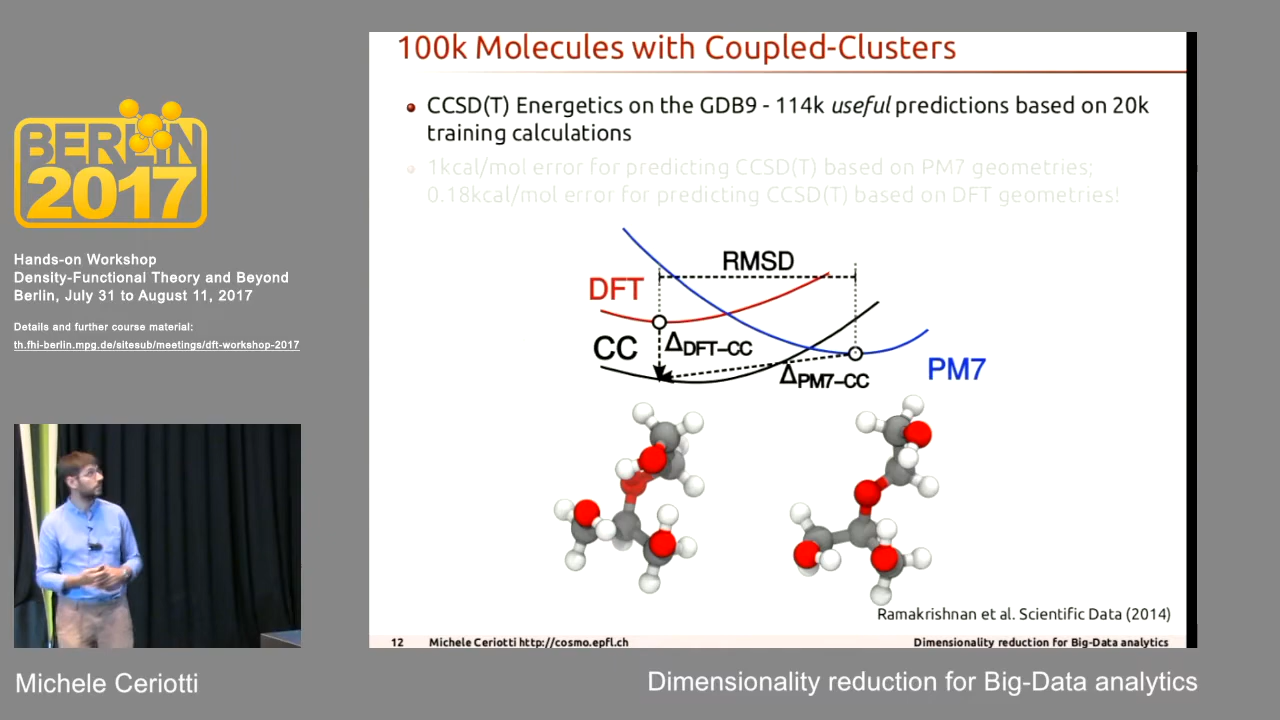 BERLIN
2017
Hands-on Workshop
Density-Functional Theory and Beyond
Berlin, July 31 to August 11, 2017
Details and further course material:
th.fhi-berlin.mpg.de/sitesub/meetings/dft-workshop-2017
Michele Ceriotti
100k Molecules with Coupled-Clusters
CCSD(T) Energetics on the GDB9 - 114k useful predictions based on 20k
training calculations
1kcal/mol error for predicting CCSD(T) based on PM7 geometries;
0.18kcal/mol error for predicting CCSD(T) based on DFT geometries!
RMSD
DFT
CC
ΔDFT–CC
ΔPM7–CC
PM7
Ramakrishnan et al. Scientific Data (2014)
12 Michele Ceriotti http://cosmo.epfl.ch Dimensionality reduction for Big-Data analytics
Dimensionality reduction for Big-Data analytics